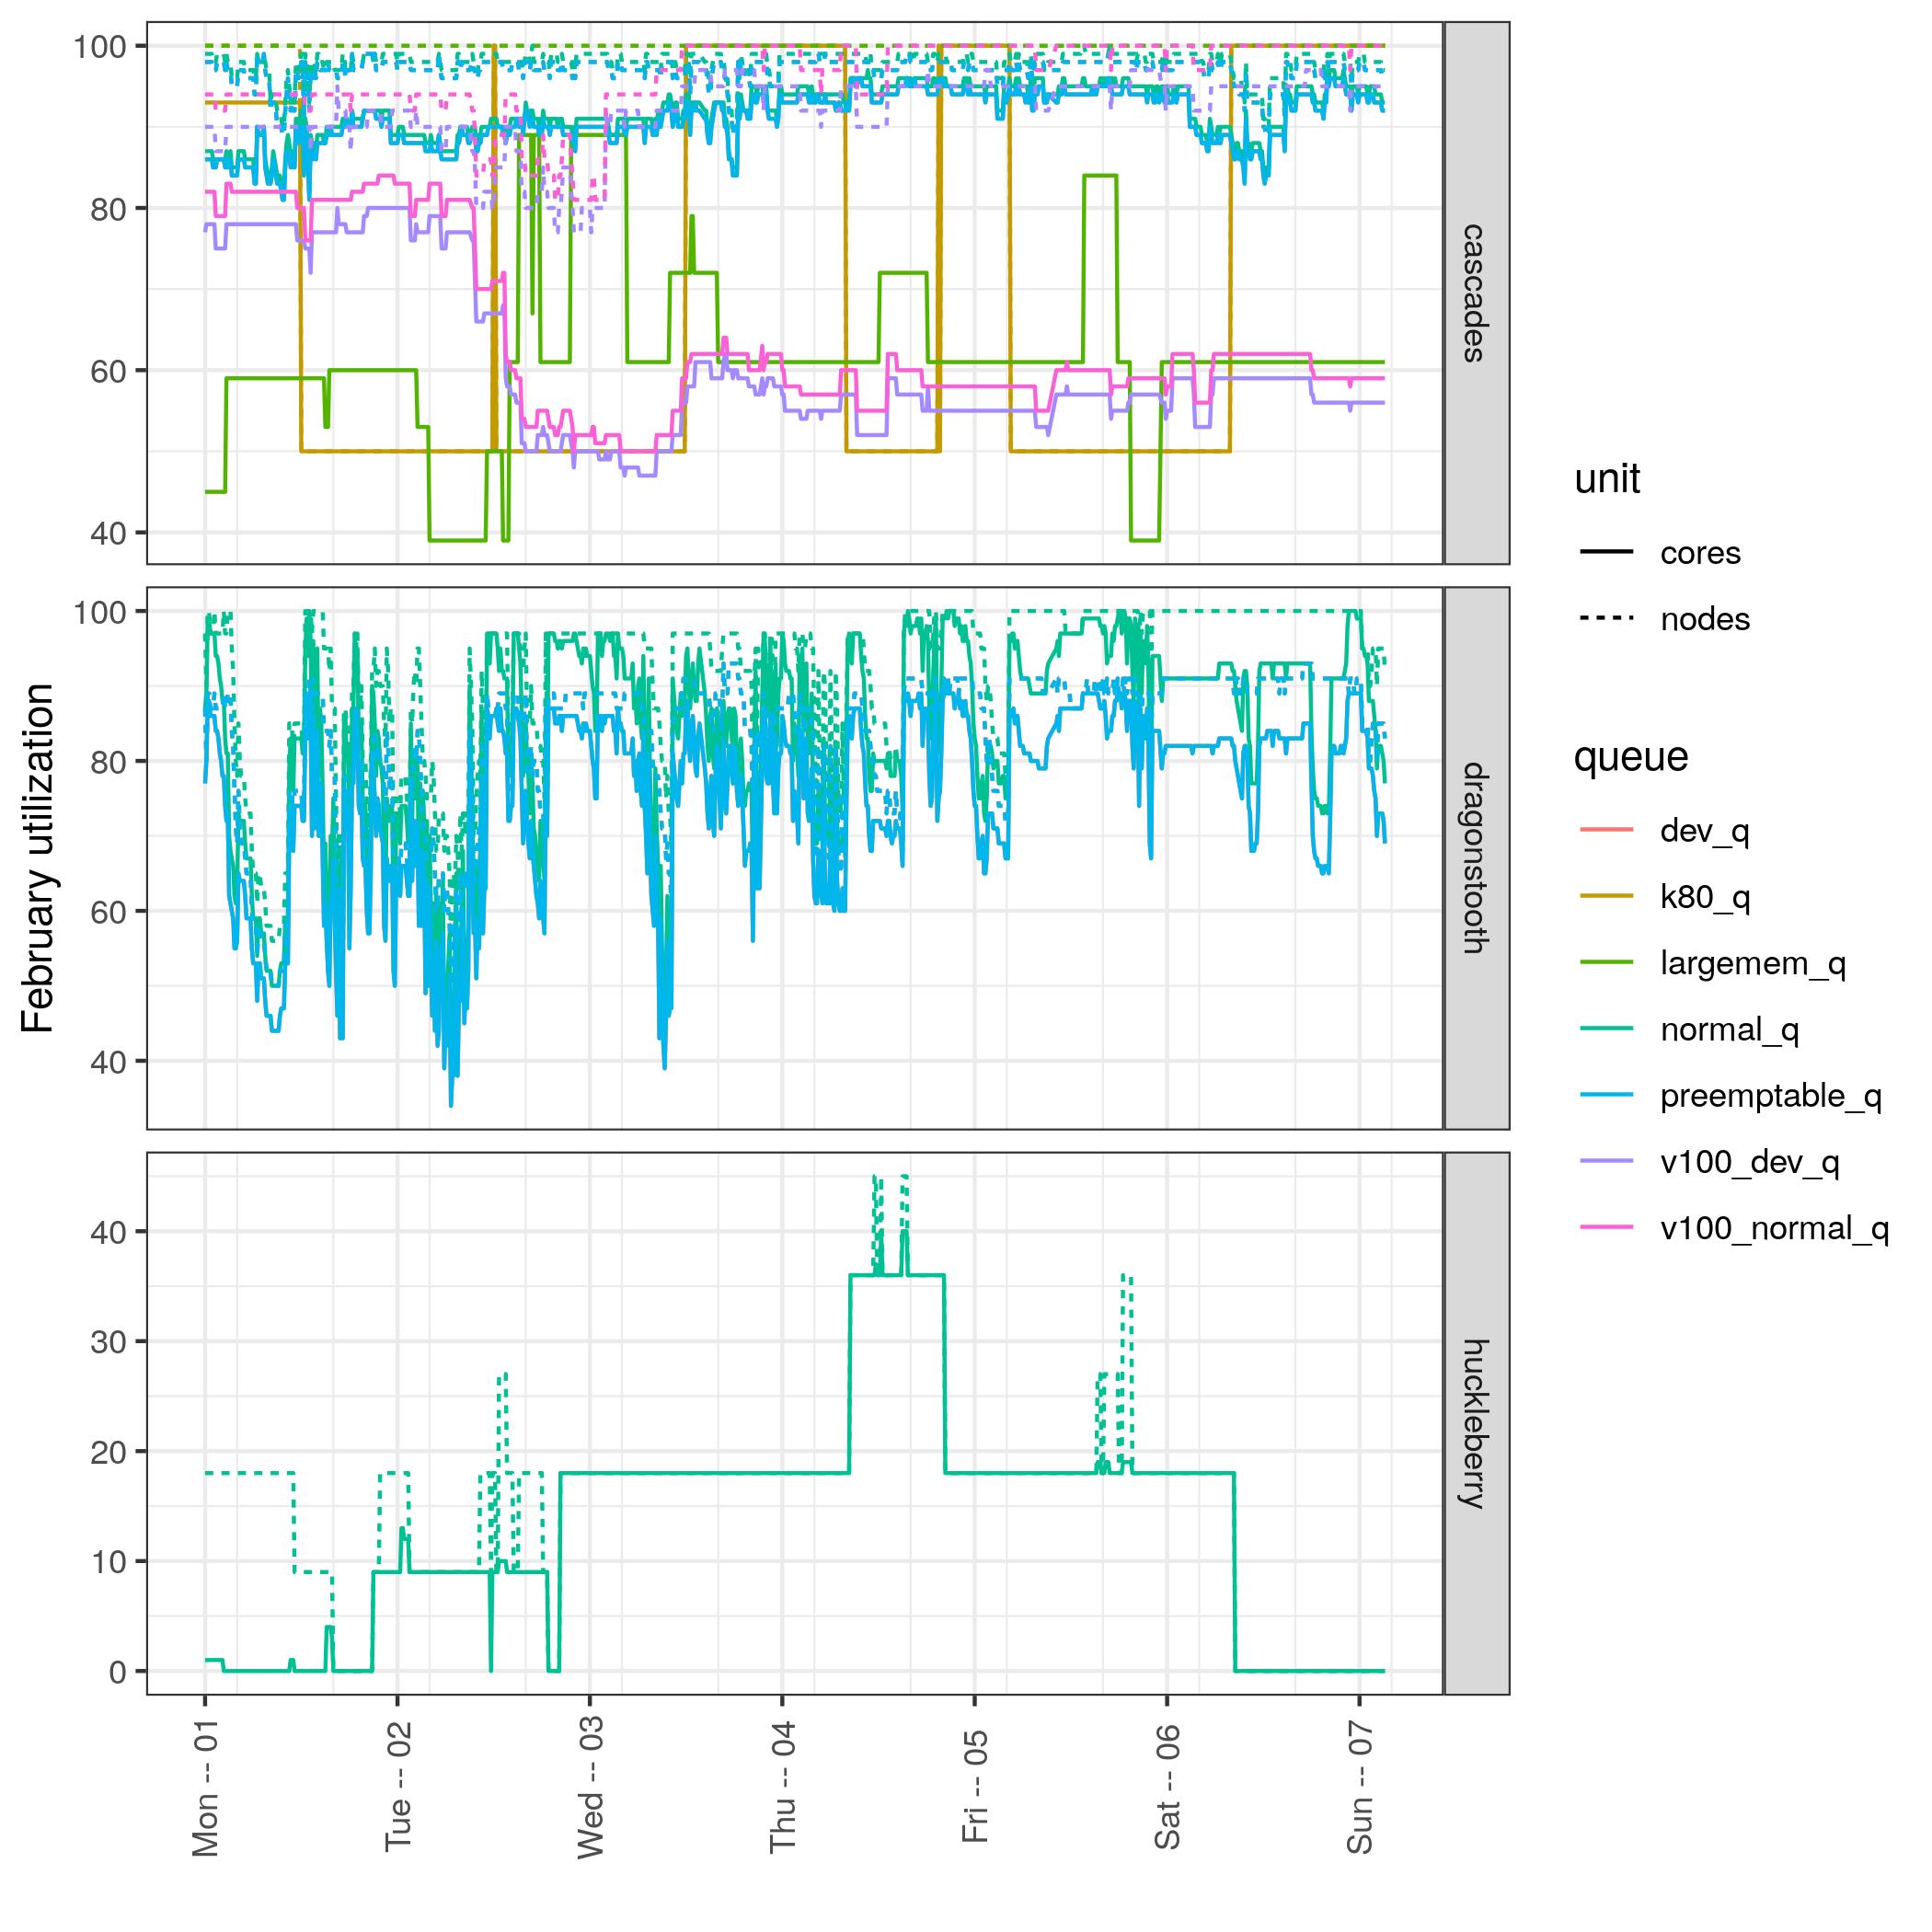 February utilization
100
80
60
40
cascades
100
80
60
40
dragonstooth
40
30
20
10
0
huckleberry
Mon -- 01
Tue -- 02
Wed -- 03
Thu -- 04
Fri -- 05
Sat -- 06
Sun -- 07
unit
cores
nodes
queue
dev_q
k80_q
largemem_q
normal_q
preemptable_q
v100_dev_q
v100_normal_q